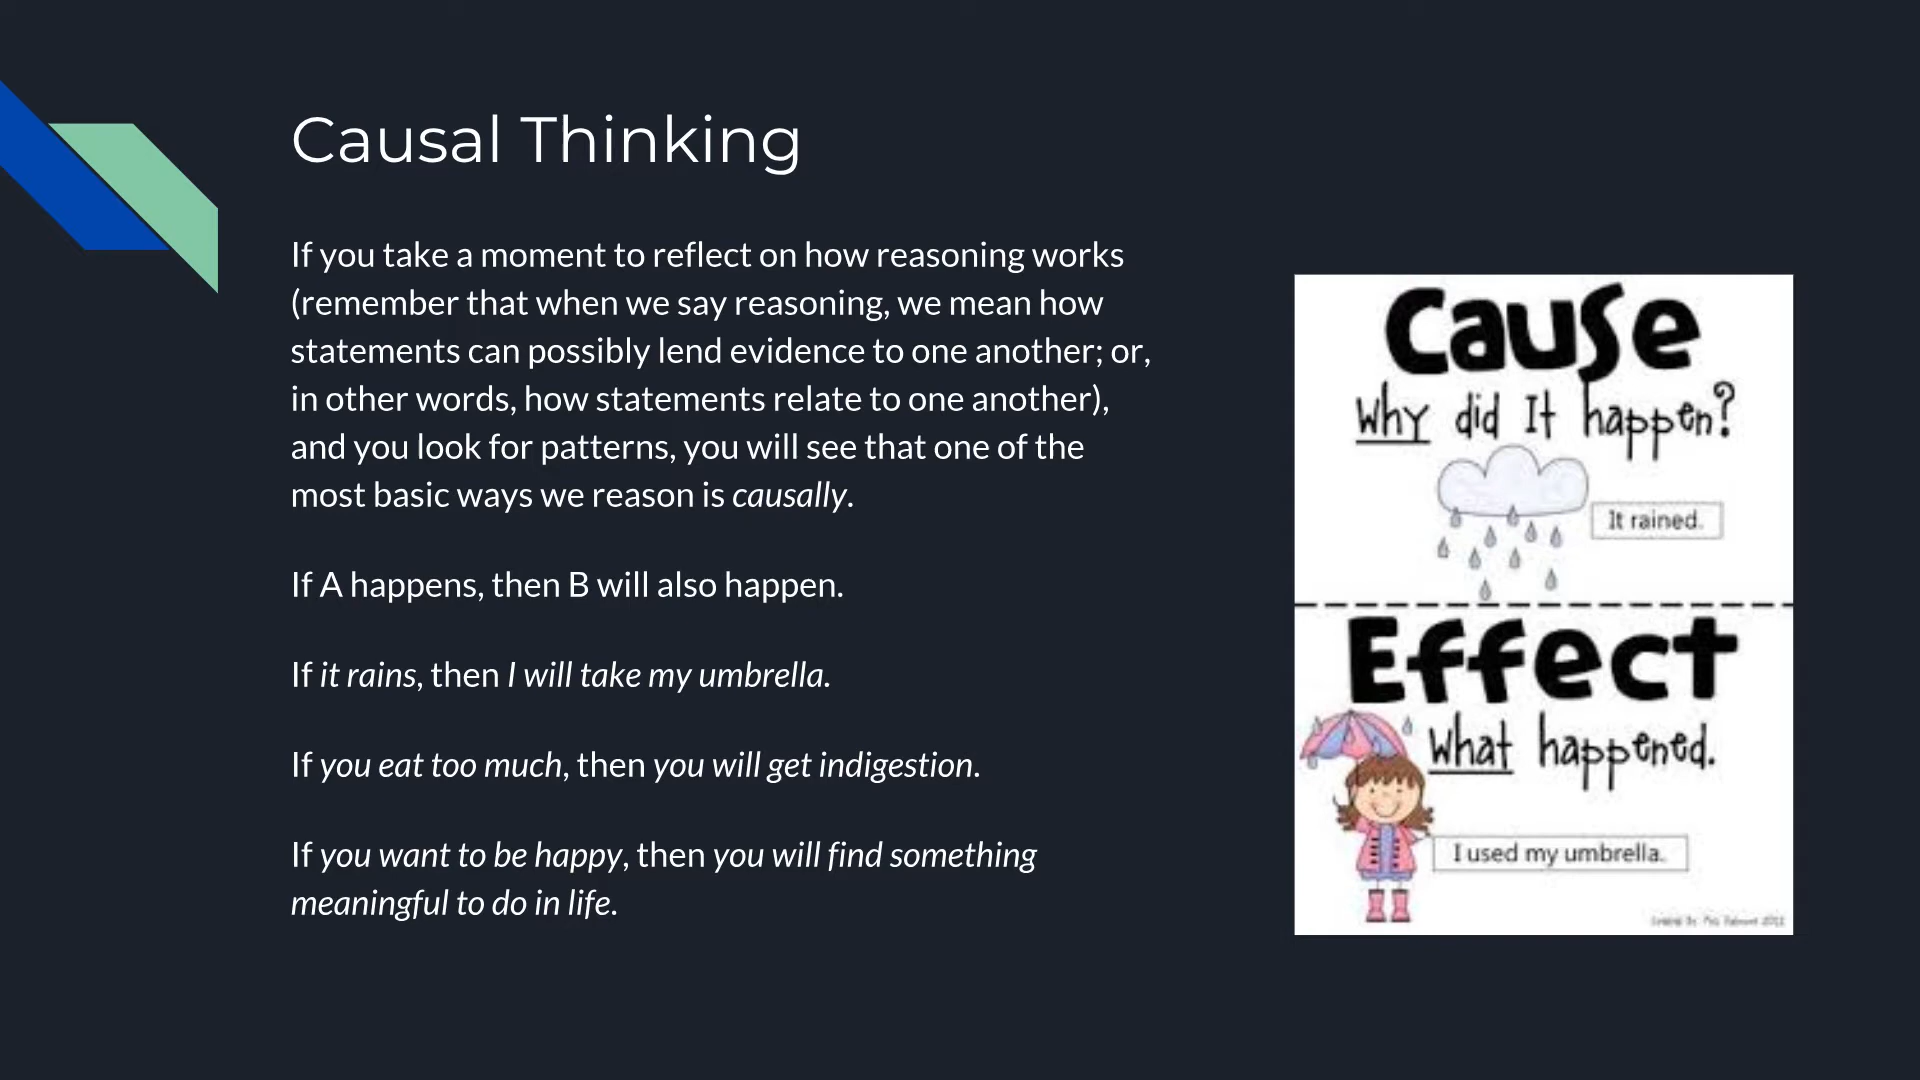 Causal Thinking
If you take a moment to reflect on how reasoning works
(remember that when we say reasoning, we mean how
statements can possibly lend evidence to one another; or,
in other words, how statements relate to one another),
and you look for patterns, you will see that one of the
most basic ways we reason is causally.
If A happens, then B will also happen.
If it rains, then I will take my umbrella.
If you eat too much, then you will get indigestion.
If you want to be happy, then you will find something
meaningful to do in life.
Cause
Why did It happen?
It rained.
Effect
What happened.
I used my umbrella.